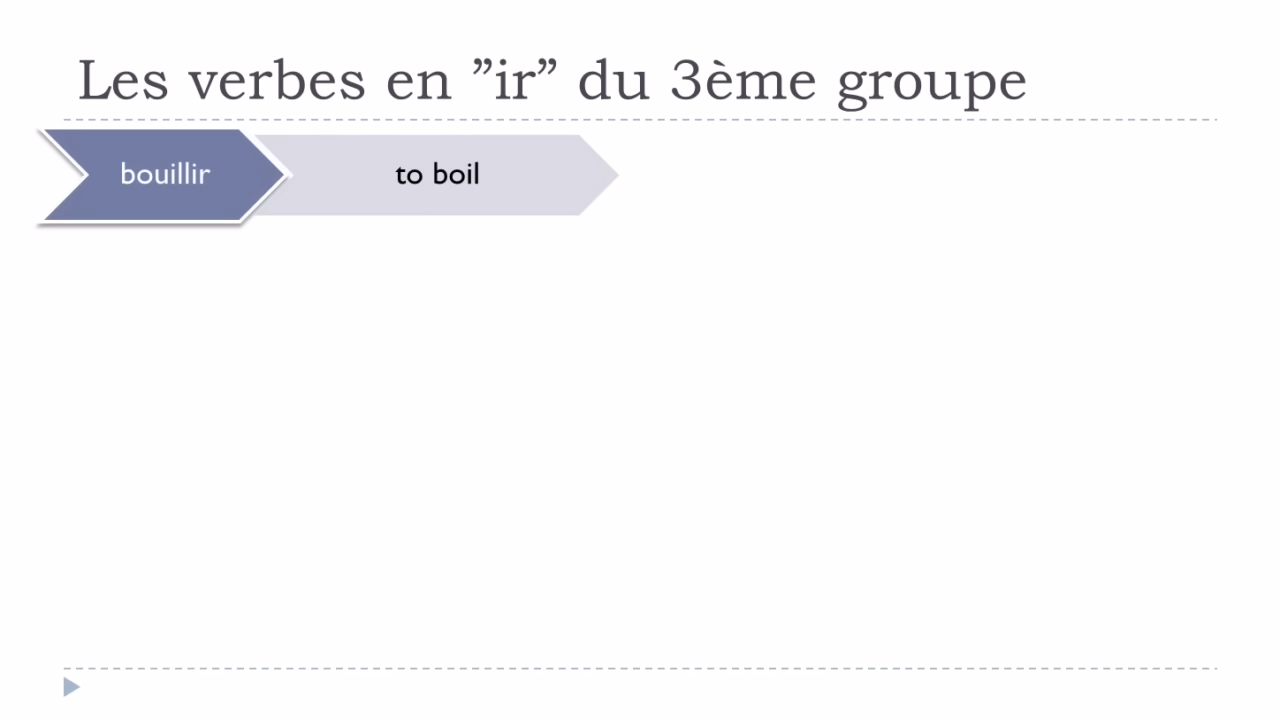 Les verbes en ”ir” du 3ème groupe
bouillir
to boil